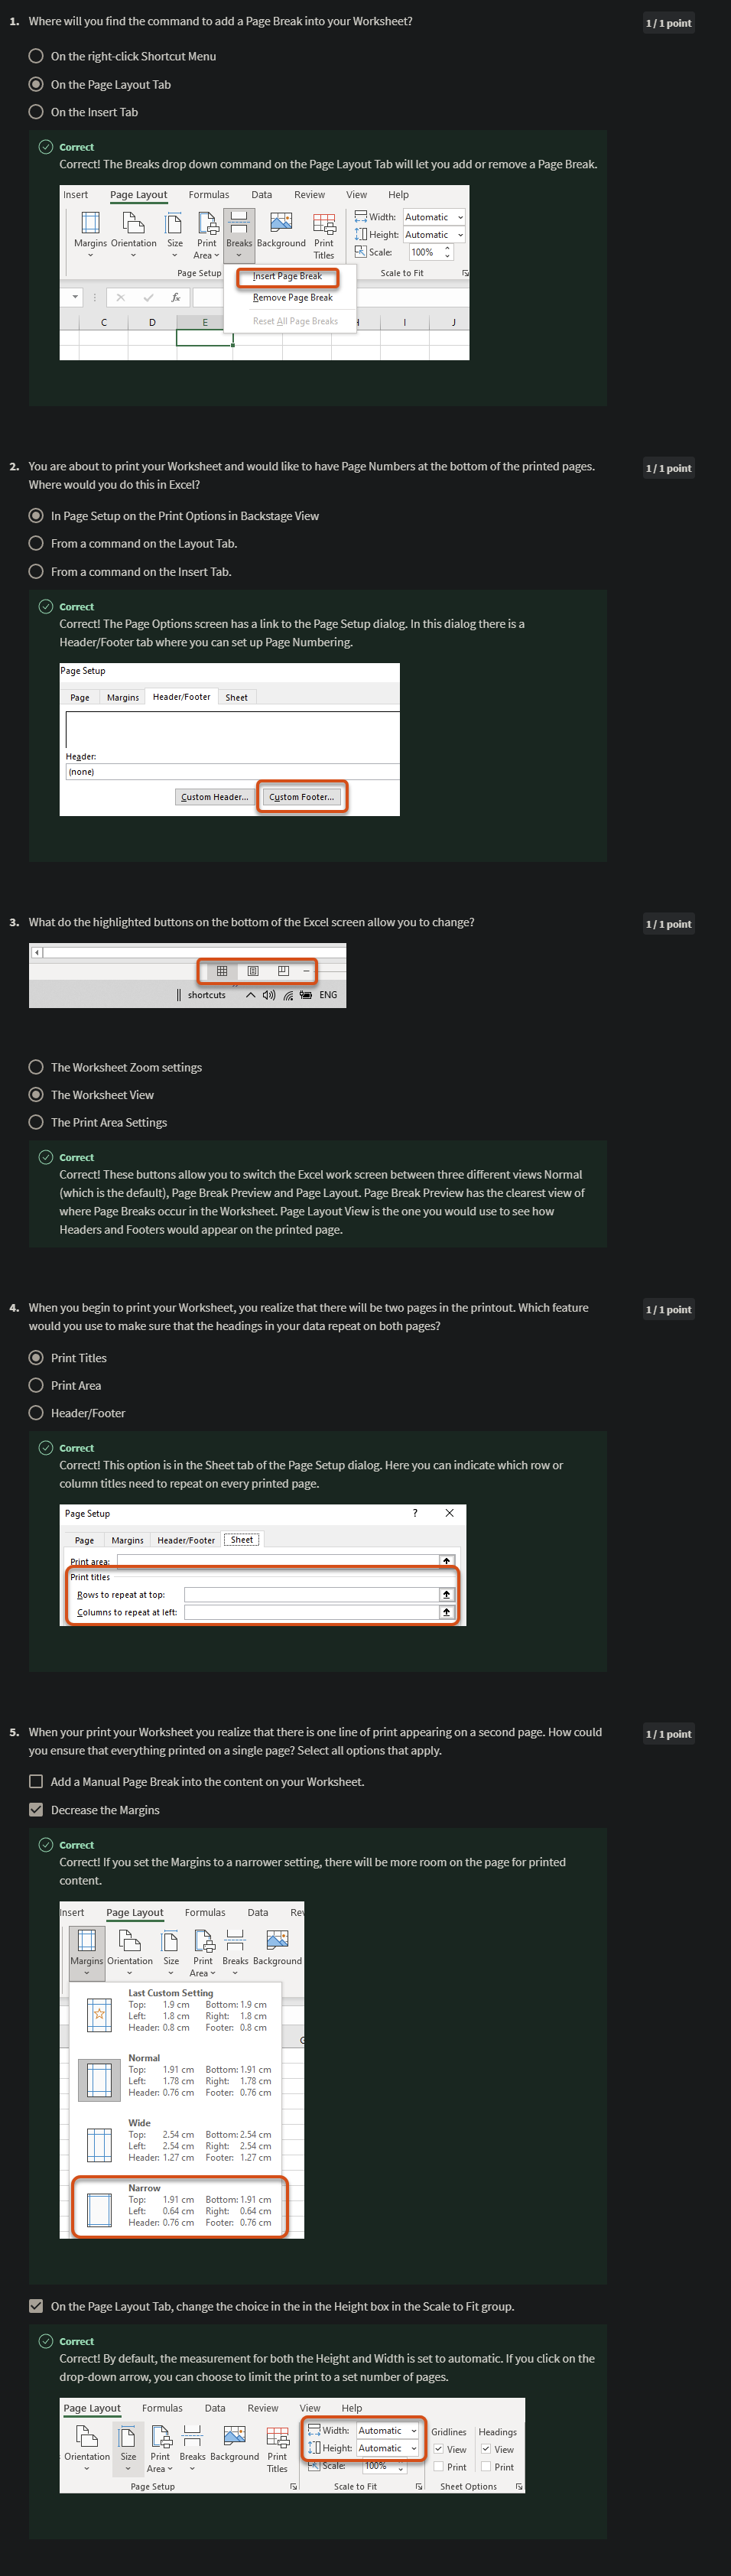 1. Where will you find the command to add a Page Break into your Worksheet?
1 / 1 point
On the right-click Shortcut Menu
On the Page Layout Tab
On the Insert Tab
Correct
Correct! The Breaks drop down command on the Page Layout Tab will let you add or remove a Page Break.
Insert Page Layout Formulas Data Review View Help
Margins Orientation Size Print Area Breaks Background Print Titles
Width: Automatic
Height: Automatic
Scale: 100%
Page Setup
Scale to Fit
Insert Page Break
Remove Page Break
Reset All Page Breaks
fx
C D E H I J
2. You are about to print your Worksheet and would like to have Page Numbers at the bottom of the printed pages.
Where would you do this in Excel?
1 / 1 point
In Page Setup on the Print Options in Backstage View
From a command on the Layout Tab.
From a command on the Insert Tab.
Correct
Correct! The Page Options screen has a link to the Page Setup dialog. In this dialog there is a
Header/Footer tab where you can set up Page Numbering.
Page Setup
Page Margins Header/Footer Sheet
Header:
(none)
Custom Header... Custom Footer...
3. What do the highlighted buttons on the bottom of the Excel screen allow you to change?
1 / 1 point
shortcuts ENG
The Worksheet Zoom settings
The Worksheet View
The Print Area Settings
Correct
Correct! These buttons allow you to switch the Excel work screen between three different views Normal
(which is the default), Page Break Preview and Page Layout. Page Break Preview has the clearest view of
where Page Breaks occur in the Worksheet. Page Layout View is the one you would use to see how
Headers and Footers would appear on the printed page.
4. When you begin to print your Worksheet, you realize that there will be two pages in the printout. Which feature
would you use to make sure that the headings in your data repeat on both pages?
1 / 1 point
Print Titles
Print Area
Header/Footer
Correct
Correct! This option is in the Sheet tab of the Page Setup dialog. Here you can indicate which row or
column titles need to repeat on every printed page.
Page Setup ? X
Page Margins Header/Footer Sheet
Print area:
Print titles
Rows to repeat at top:
Columns to repeat at left:
5. When your print your Worksheet you realize that there is one line of print appearing on a second page. How could
you ensure that everything printed on a single page? Select all options that apply.
1 / 1 point
Add a Manual Page Break into the content on your Worksheet.
Decrease the Margins
Correct
Correct! If you set the Margins to a narrower setting, there will be more room on the page for printed
content.
Insert Page Layout Formulas Data Rev
Margins Orientation Size Print Area Breaks Background
Last Custom Setting
Top: 1.9 cm Bottom: 1.9 cm
Left: 1.8 cm Right: 1.8 cm
Header: 0.8 cm Footer: 0.8 cm
Normal
Top: 1.91 cm Bottom: 1.91 cm
Left: 1.78 cm Right: 1.78 cm
Header: 0.76 cm Footer: 0.76 cm
Wide
Top: 2.54 cm Bottom: 2.54 cm
Left: 2.54 cm Right: 2.54 cm
Header: 1.27 cm Footer: 1.27 cm
Narrow
Top: 1.91 cm Bottom: 1.91 cm
Left: 0.64 cm Right: 0.64 cm
Header: 0.76 cm Footer: 0.76 cm
On the Page Layout Tab, change the choice in the in the Height box in the Scale to Fit group.
Correct
Correct! By default, the measurement for both the Height and Width is set to automatic. If you click on the
drop-down arrow, you can choose to limit the print to a set number of pages.
Page Layout Formulas Data Review View Help
Orientation Size Print Area Breaks Background Print Titles
Width: Automatic
Height: Automatic
Scale: 100%
Gridlines Headings
View View
Print Print
Page Setup Scale to Fit Sheet Options